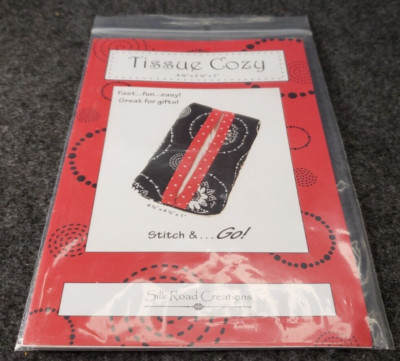 Tissue Cozy
Fast...fun...easy!
Great for gifts!
Stitch &...Go!
Silk Road Creations